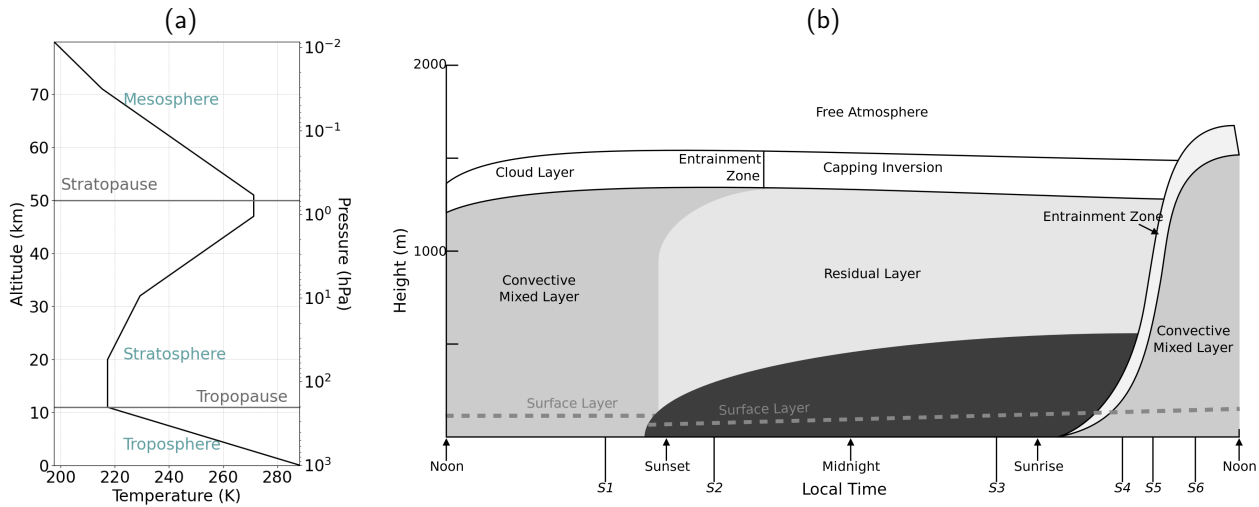 (a)
(b)
Mesosphere
Stratopause
Stratosphere
Tropopause
Troposphere
Altitude (km)
70
60
50
40
30
20
10
0
200
220
240
260
280
Temperature (K)
10⁻²
10⁻¹
10⁰
10¹
10²
10³
Pressure (hPa)
Height (m)
2000
1000
Free Atmosphere
Cloud Layer
Entrainment
Zone
Capping Inversion
Entrainment Zone
Convective
Mixed Layer
Residual Layer
Convective
Mixed Layer
Surface Layer
Surface Layer
Noon
Sunset
Midnight
Sunrise
Noon
S1
S2
S3
S4
S5
S6
Local Time